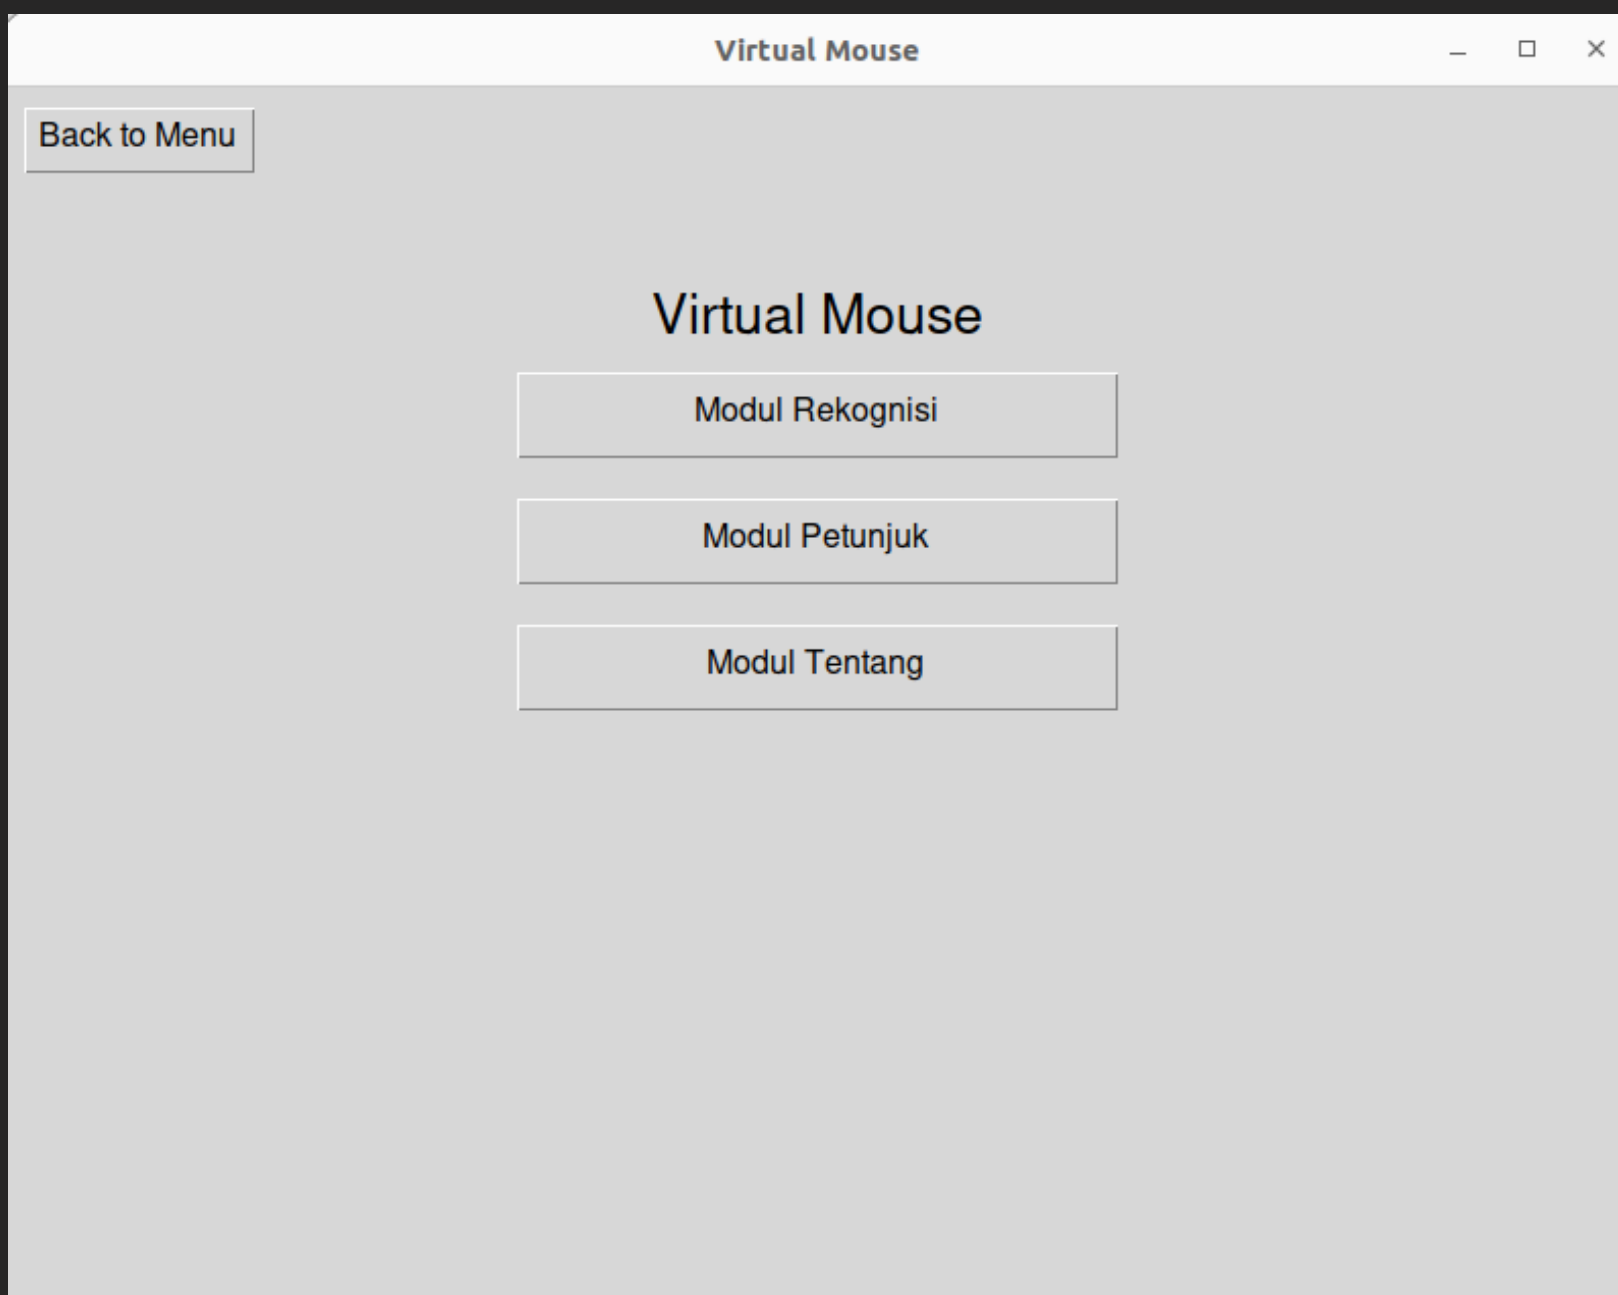 Virtual Mouse
Back to Menu
Virtual Mouse
Modul Rekognisi
Modul Petunjuk
Modul Tentang